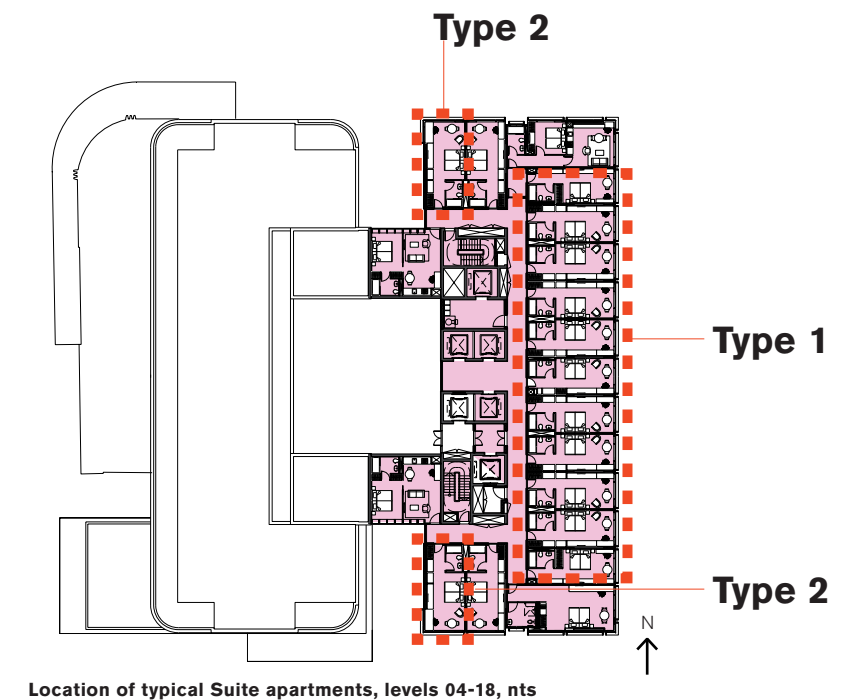 Type 2
Type 1
Type 2
N
Location of typical Suite apartments, levels 04-18, nts